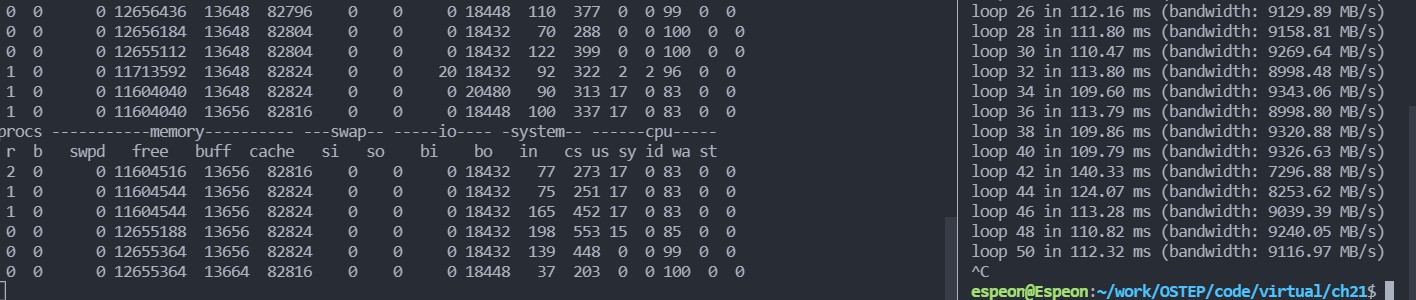 0 0 0 12656436 13648 82796 0 0 0 18448 110 377 0 0 99 0 0
0 0 0 12656184 13648 82804 0 0 0 18432 70 288 0 0 100 0 0
0 0 0 12655112 13648 82804 0 0 0 18432 122 399 0 0 100 0 0
1 0 0 11713592 13648 82824 0 0 20 18432 92 322 2 2 96 0 0
1 0 0 11604040 13648 82824 0 0 0 20480 90 313 17 0 83 0 0
1 0 0 11604040 13656 82816 0 0 0 18448 100 337 17 0 83 0 0
procs -----------memory---------- ---swap-- -----io---- -system-- ------cpu-----
r b swpd free buff cache si so bi bo in cs us sy id wa st
2 0 0 11604516 13656 82816 0 0 0 18432 77 273 17 0 83 0 0
1 0 0 11604544 13656 82824 0 0 0 18432 75 251 17 0 83 0 0
1 0 0 11604544 13656 82824 0 0 0 18432 165 452 17 0 83 0 0
0 0 0 12655188 13656 82824 0 0 0 18432 198 553 15 0 85 0 0
0 0 0 12655364 13656 82824 0 0 0 18432 139 448 0 0 99 0 0
0 0 0 12655364 13664 82816 0 0 0 18448 37 203 0 0 100 0 0
loop 26 in 112.16 ms (bandwidth: 9129.89 MB/s)
loop 28 in 111.80 ms (bandwidth: 9158.81 MB/s)
loop 30 in 110.47 ms (bandwidth: 9269.64 MB/s)
loop 32 in 113.80 ms (bandwidth: 8998.48 MB/s)
loop 34 in 109.60 ms (bandwidth: 9343.06 MB/s)
loop 36 in 113.79 ms (bandwidth: 8998.80 MB/s)
loop 38 in 109.86 ms (bandwidth: 9320.88 MB/s)
loop 40 in 109.79 ms (bandwidth: 9326.63 MB/s)
loop 42 in 140.33 ms (bandwidth: 7296.88 MB/s)
loop 44 in 124.07 ms (bandwidth: 8253.62 MB/s)
loop 46 in 113.28 ms (bandwidth: 9039.39 MB/s)
loop 48 in 110.82 ms (bandwidth: 9240.05 MB/s)
loop 50 in 112.32 ms (bandwidth: 9116.97 MB/s)
^C
espeon@Espeon:~/work/OSTEP/code/virtual/ch21$